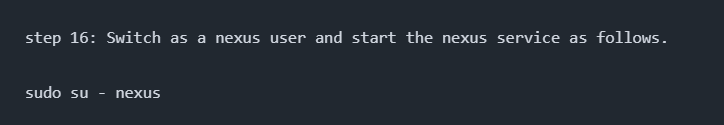 step 16: Switch as a nexus user and start the nexus service as follows.
sudo su - nexus